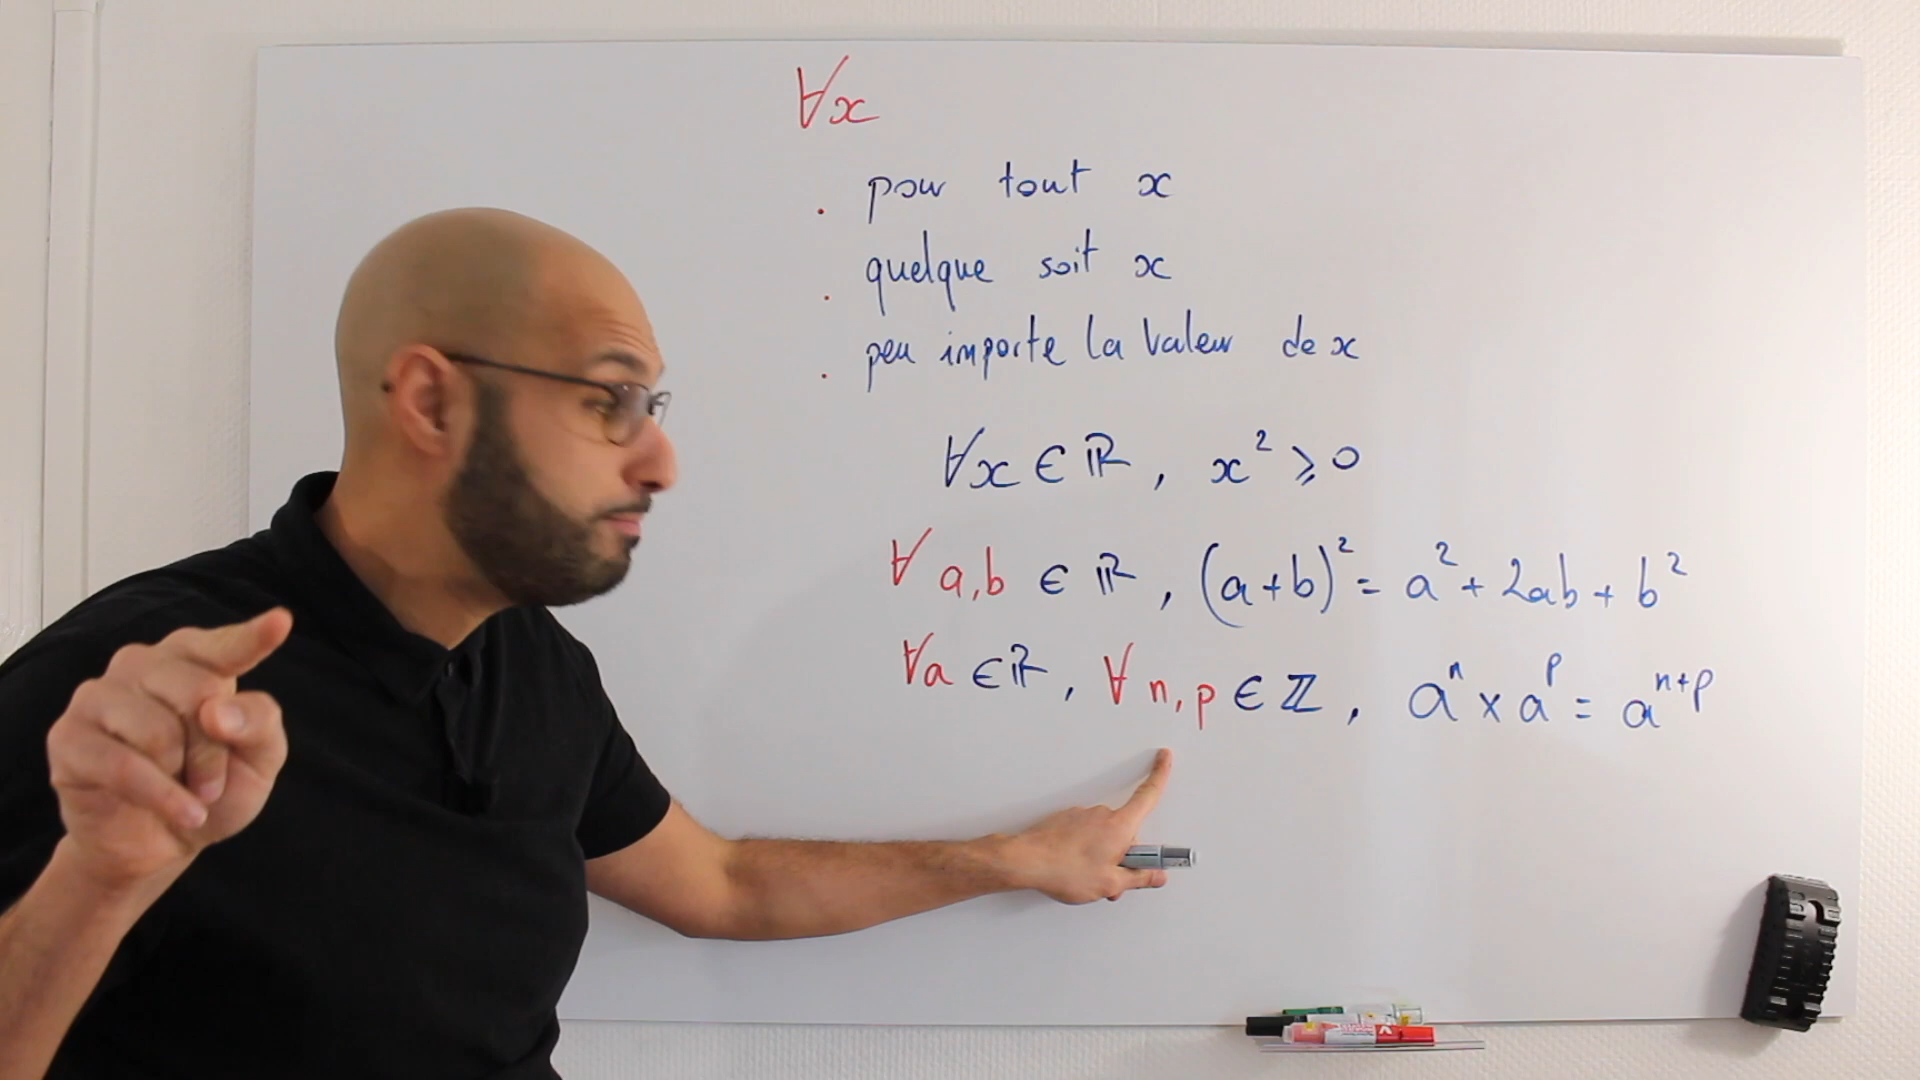 ∀x
. pour tout x
. quelque soit x
. peu importe la valeur de x
∀x ∈ ℝ, x² ⩾ 0
∀ a,b ∈ ℝ, (a+b)² = a² + 2ab + b²
∀a ∈ ℝ, ∀ n,p ∈ ℤ, aⁿ × aᵖ = aⁿ⁺ᵖ